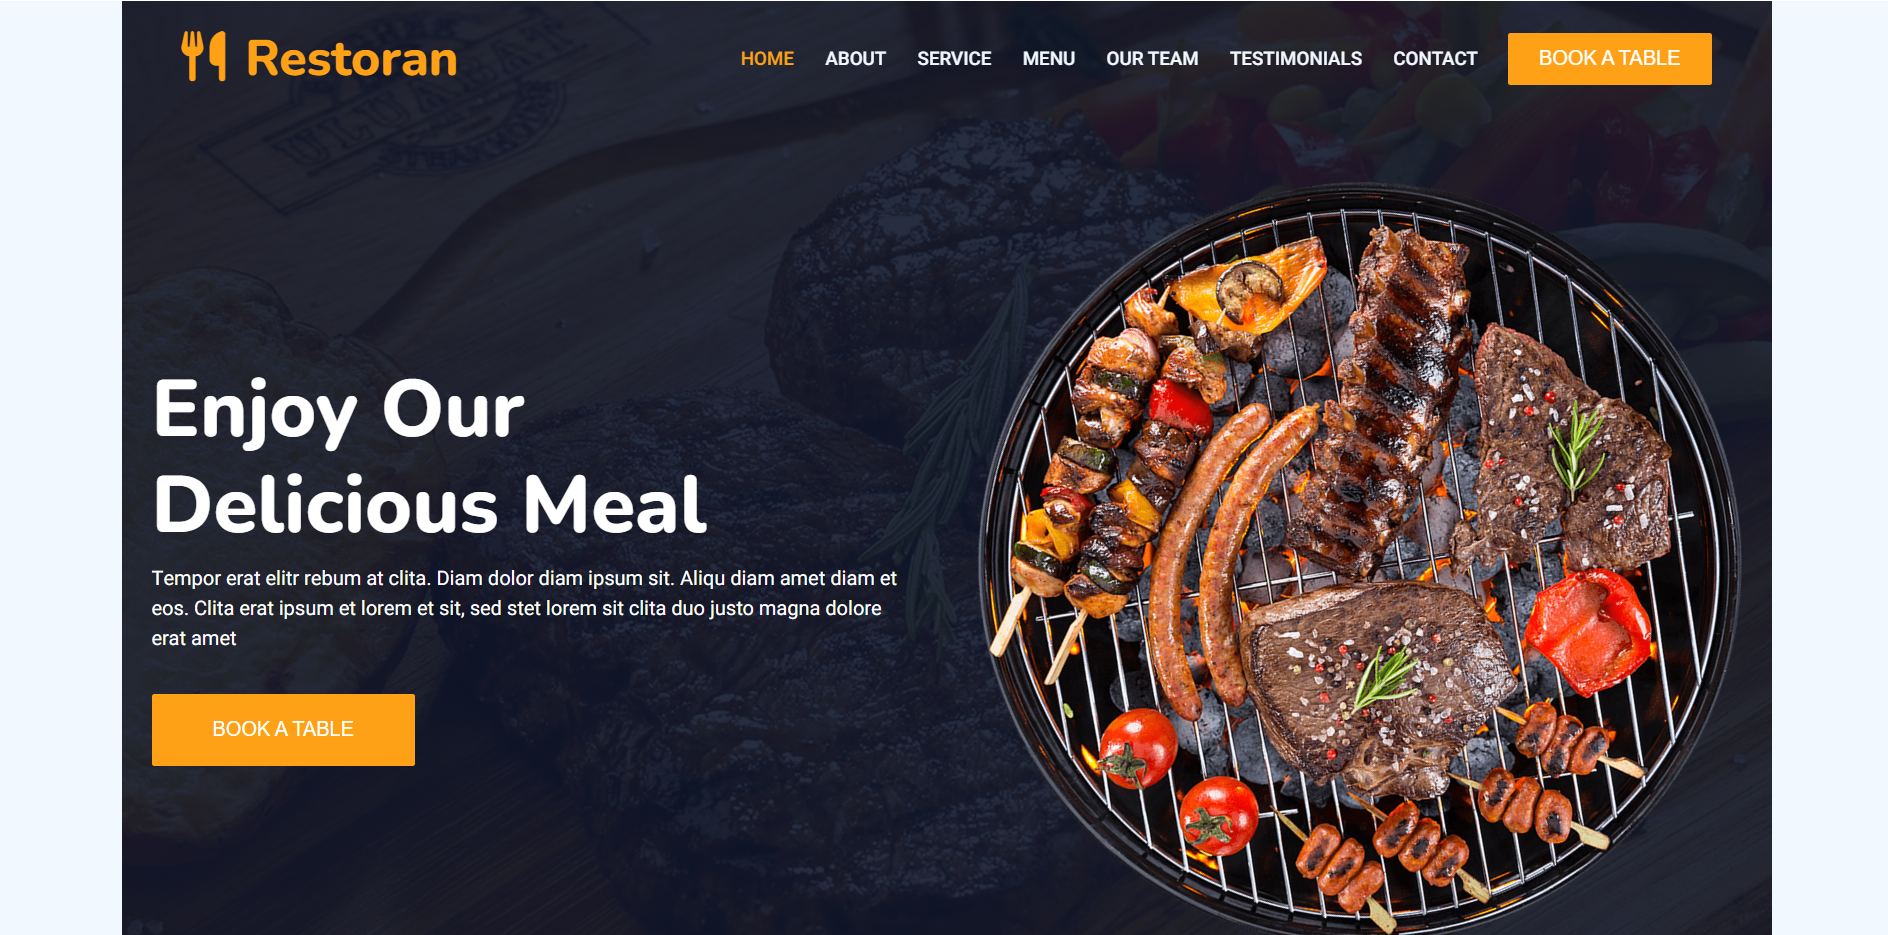 Restoran
HOME ABOUT SERVICE MENU OUR TEAM TESTIMONIALS CONTACT BOOK A TABLE
Enjoy Our
Delicious Meal
Tempor erat elitr rebum at clita. Diam dolor diam ipsum sit. Aliqu diam amet diam et
eos. Clita erat ipsum et lorem et sit, sed stet lorem sit clita duo justo magna dolore
erat amet
BOOK A TABLE